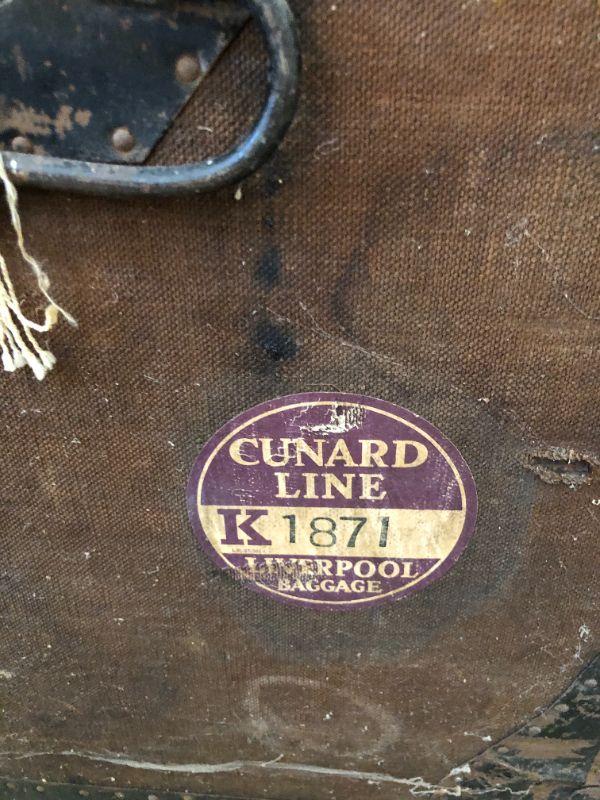 CUNARD
LINE
K 1871
LIVERPOOL
BAGGAGE